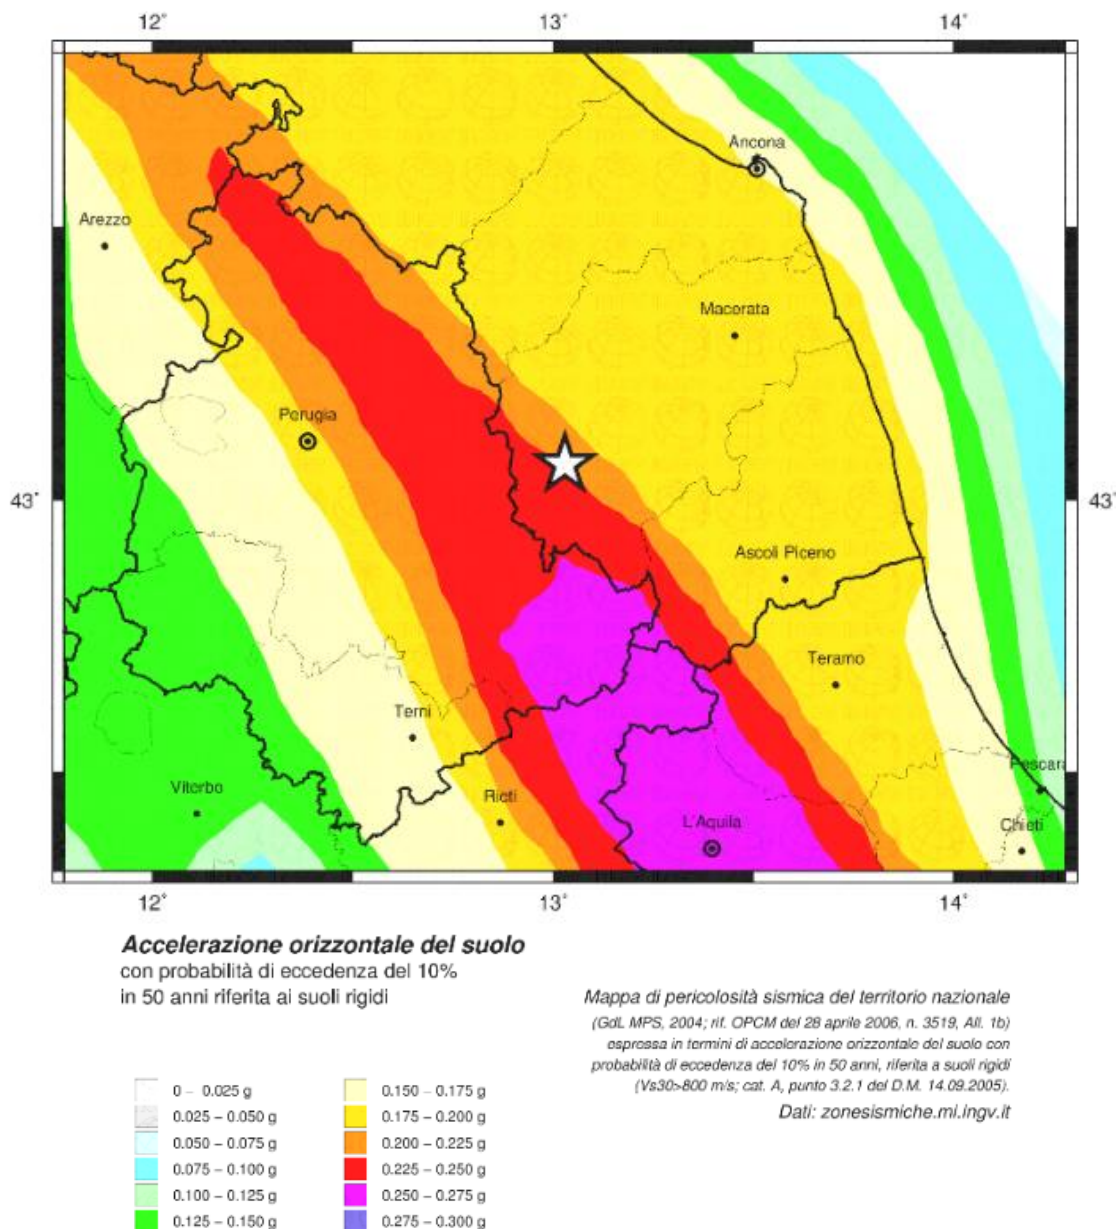 12°
13°
14°
Ancona
Arezzo
Macerata
Perugia
43°
43°
Ascoli Piceno
Teramo
Terni
Pescara
Viterbo
Rieti
L'Aquila
Chieti
12°
13°
14°
Accelerazione orizzontale del suolo
con probabilità di eccedenza del 10%
in 50 anni riferita ai suoli rigidi
Mappa di pericolosità sismica del territorio nazionale
(GdL MPS, 2004; rif. OPCM del 28 aprile 2006, n. 3519, All. 1b)
espressa in termini di accelerazione orizzontale del suolo con
probabilità di eccedenza del 10% in 50 anni, riferita a suoli rigidi
(Vs30>800 m/s; cat. A, punto 3.2.1 del D.M. 14.09.2005).
Dati: zonesismiche.mi.ingv.it
0 – 0.025 g
0.025 – 0.050 g
0.050 – 0.075 g
0.075 – 0.100 g
0.100 – 0.125 g
0.125 – 0.150 g
0.150 – 0.175 g
0.175 – 0.200 g
0.200 – 0.225 g
0.225 – 0.250 g
0.250 – 0.275 g
0.275 – 0.300 g